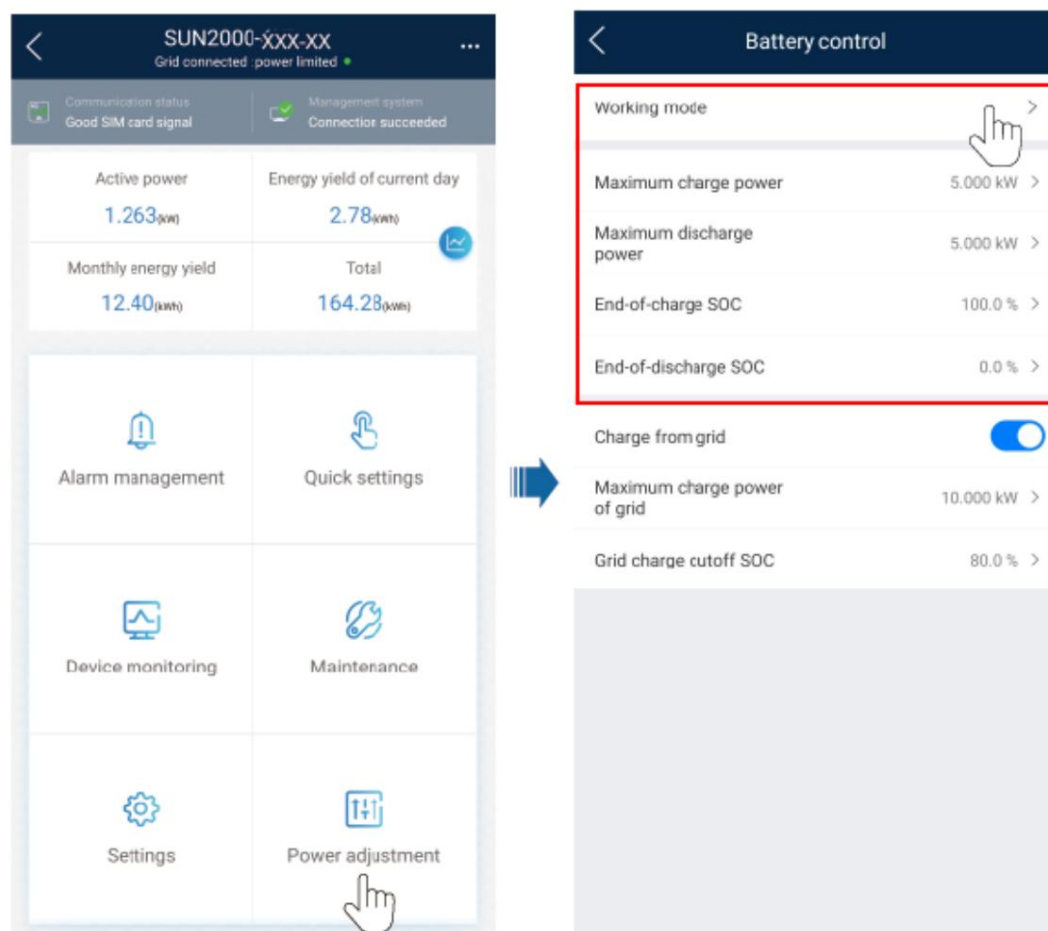 SUN2000-XXX-XX
Grid connected :power limited
Communication status
Good SIM card signal
Management system
Connection succeeded
Active power
1.263(kW)
Energy yield of current day
2.78(kWh)
Monthly energy yield
12.40(kWh)
Total
164.28(kWh)
Alarm management
Quick settings
Device monitoring
Maintenance
Settings
Power adjustment
Battery control
Working mode
Maximum charge power
5.000 kW
Maximum discharge
power
5.000 kW
End-of-charge SOC
100.0 %
End-of-discharge SOC
0.0 %
Charge from grid
Maximum charge power
of grid
10.000 kW
Grid charge cutoff SOC
80.0 %